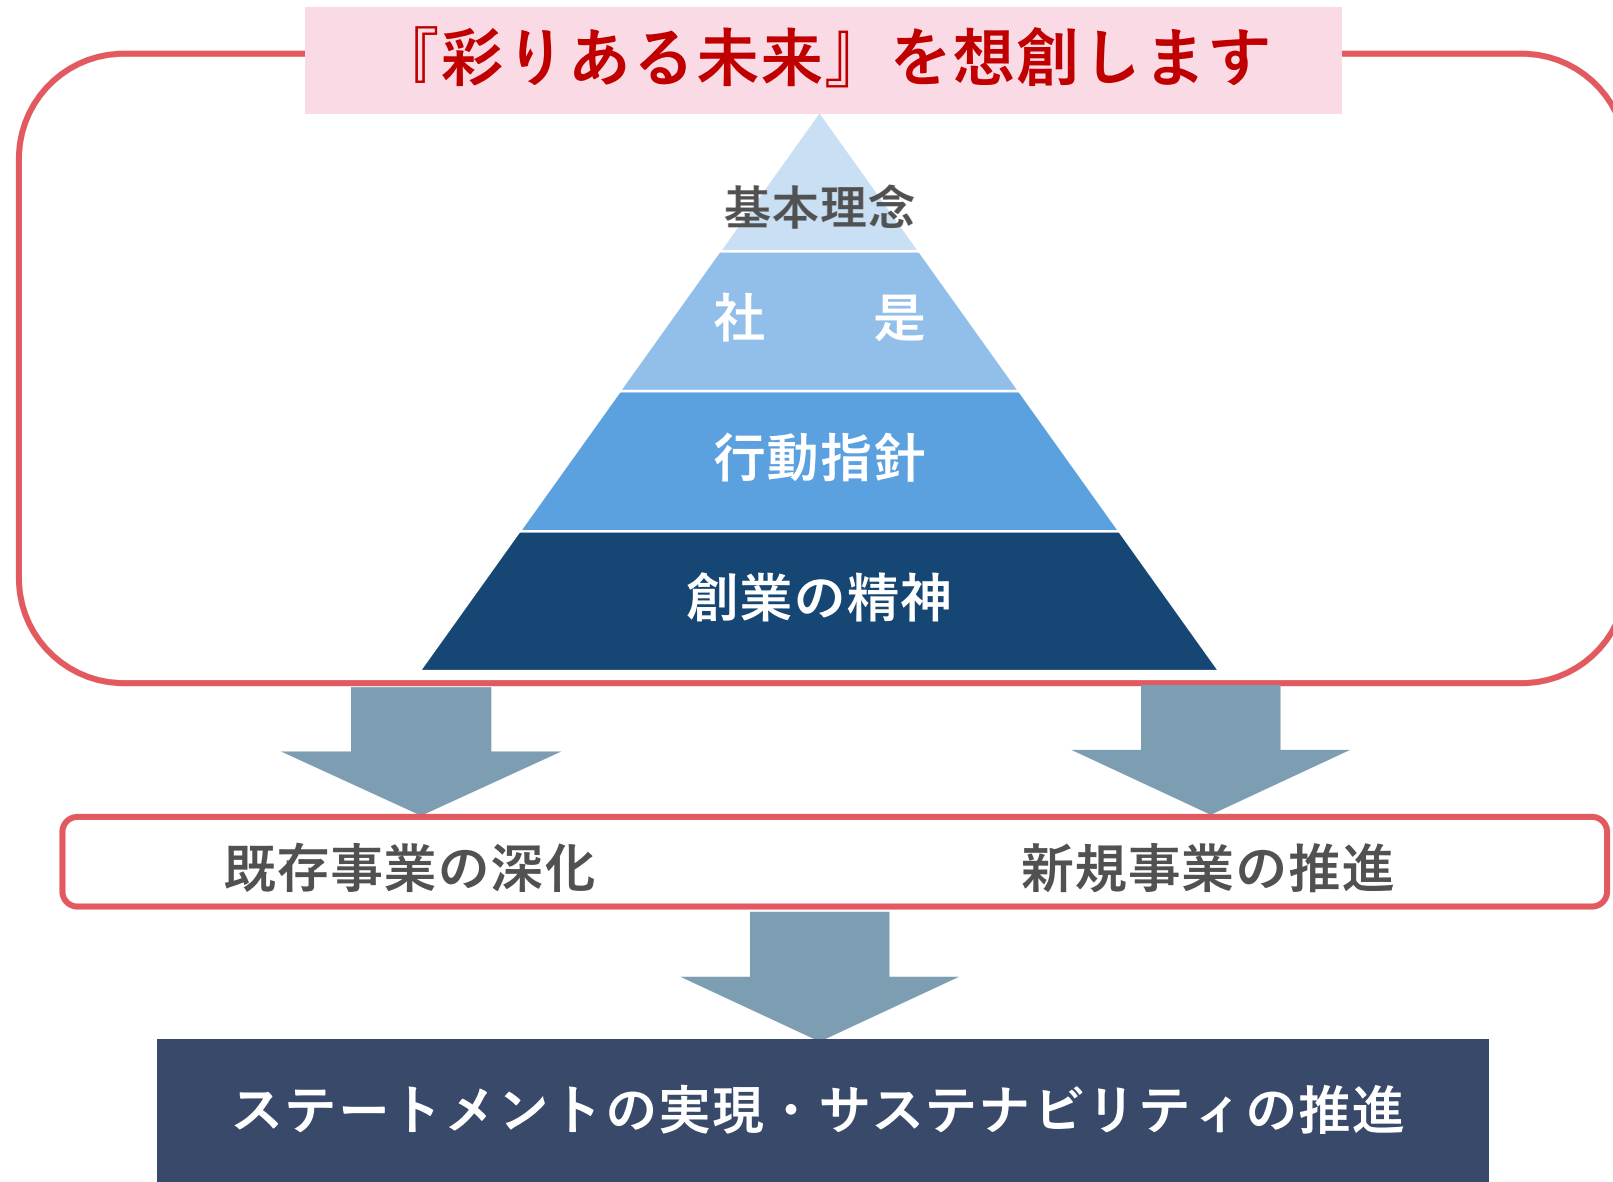 『彩りある未来』を想創します
基本理念
社　　是
行動指針
創業の精神
既存事業の深化
新規事業の推進
ステートメントの実現・サステナビリティの推進